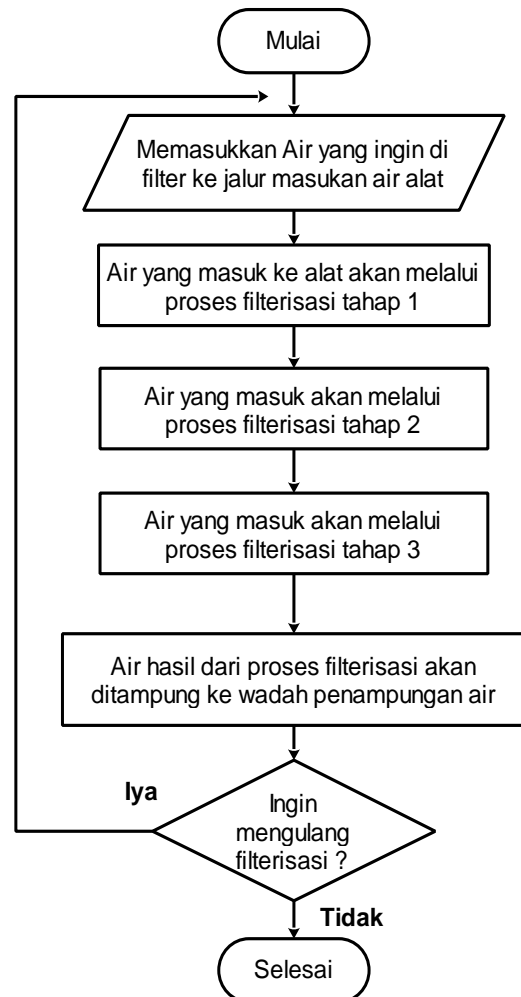 Mulai
Memasukkan Air yang ingin di
filter ke jalur masukan air alat
Air yang masuk ke alat akan melalui
proses filterisasi tahap 1
Air yang masuk akan melalui
proses filterisasi tahap 2
Air yang masuk akan melalui
proses filterisasi tahap 3
Air hasil dari proses filterisasi akan
ditampung ke wadah penampungan air
Iya
Ingin
mengulang
filterisasi ?
Tidak
Selesai